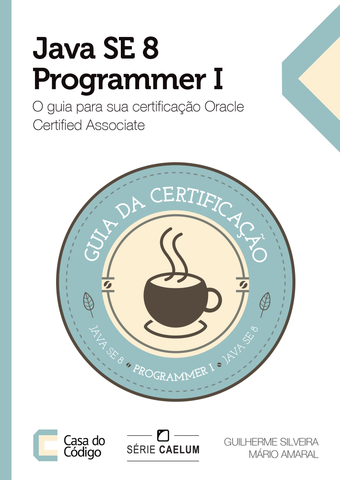 Java SE 8
Programmer I
O guia para sua certificação Oracle
Certified Associate
GUIA DA CERTIFICAÇÃO
JAVA SE 8 PROGRAMMER I JAVA SE 8
Casa do
Código
SÉRIE CAELUM
GUILHERME SILVEIRA
MÁRIO AMARAL